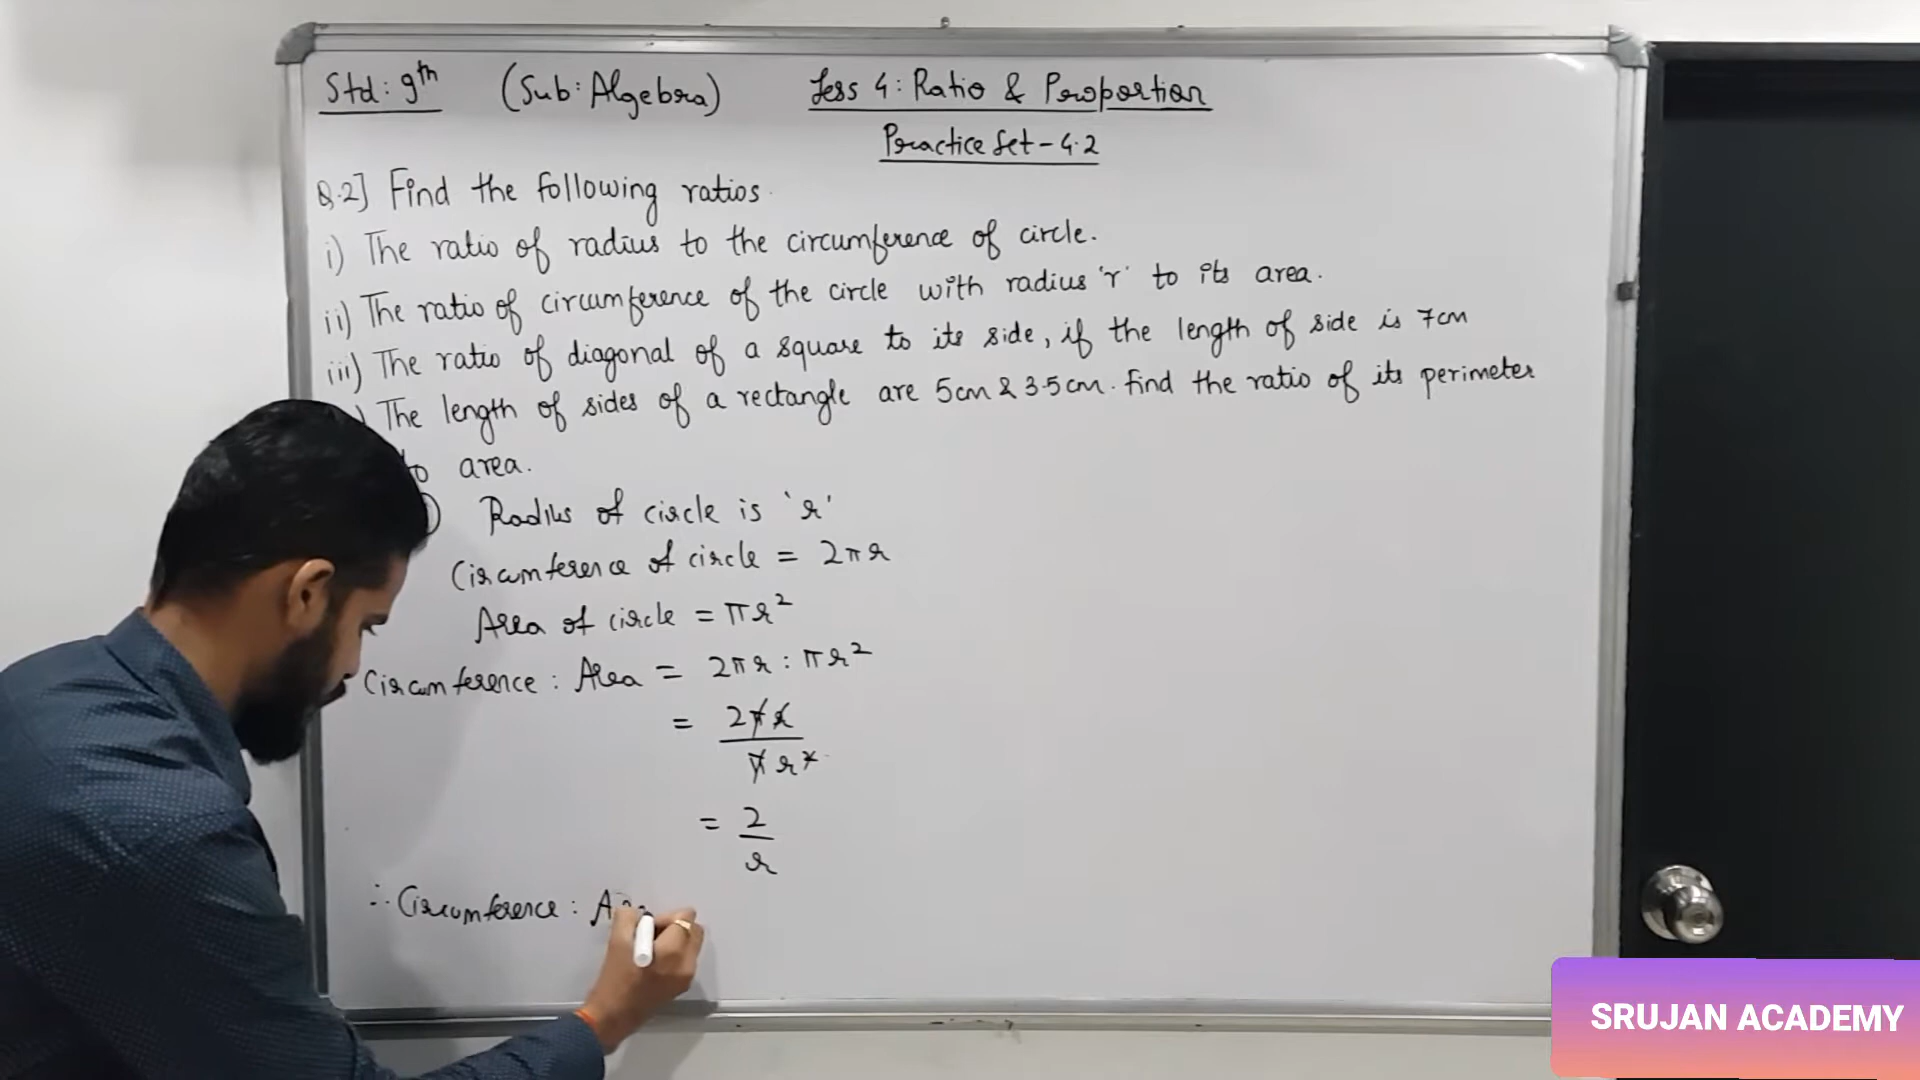 Std: 9th (Sub: Algebra) Less 4: Ratio & Proportion
Practice Set - 4.2
Q.2] Find the following ratios.
i) The ratio of radius to the circumference of circle.
ii) The ratio of circumference of the circle with radius 'r' to its area.
iii) The ratio of diagonal of a square to its side, if the length of side is 7cm
) The length of sides of a rectangle are 5cm & 3.5cm. Find the ratio of its perimeter
to area.
) Radius of circle is 'r'
Circumference of circle = 2πr
Area of circle = πr²
Circumference : Area = 2πr : πr²
= 2πr / πr²
= 2 / r
∴ Circumference :
SRUJAN ACADEMY